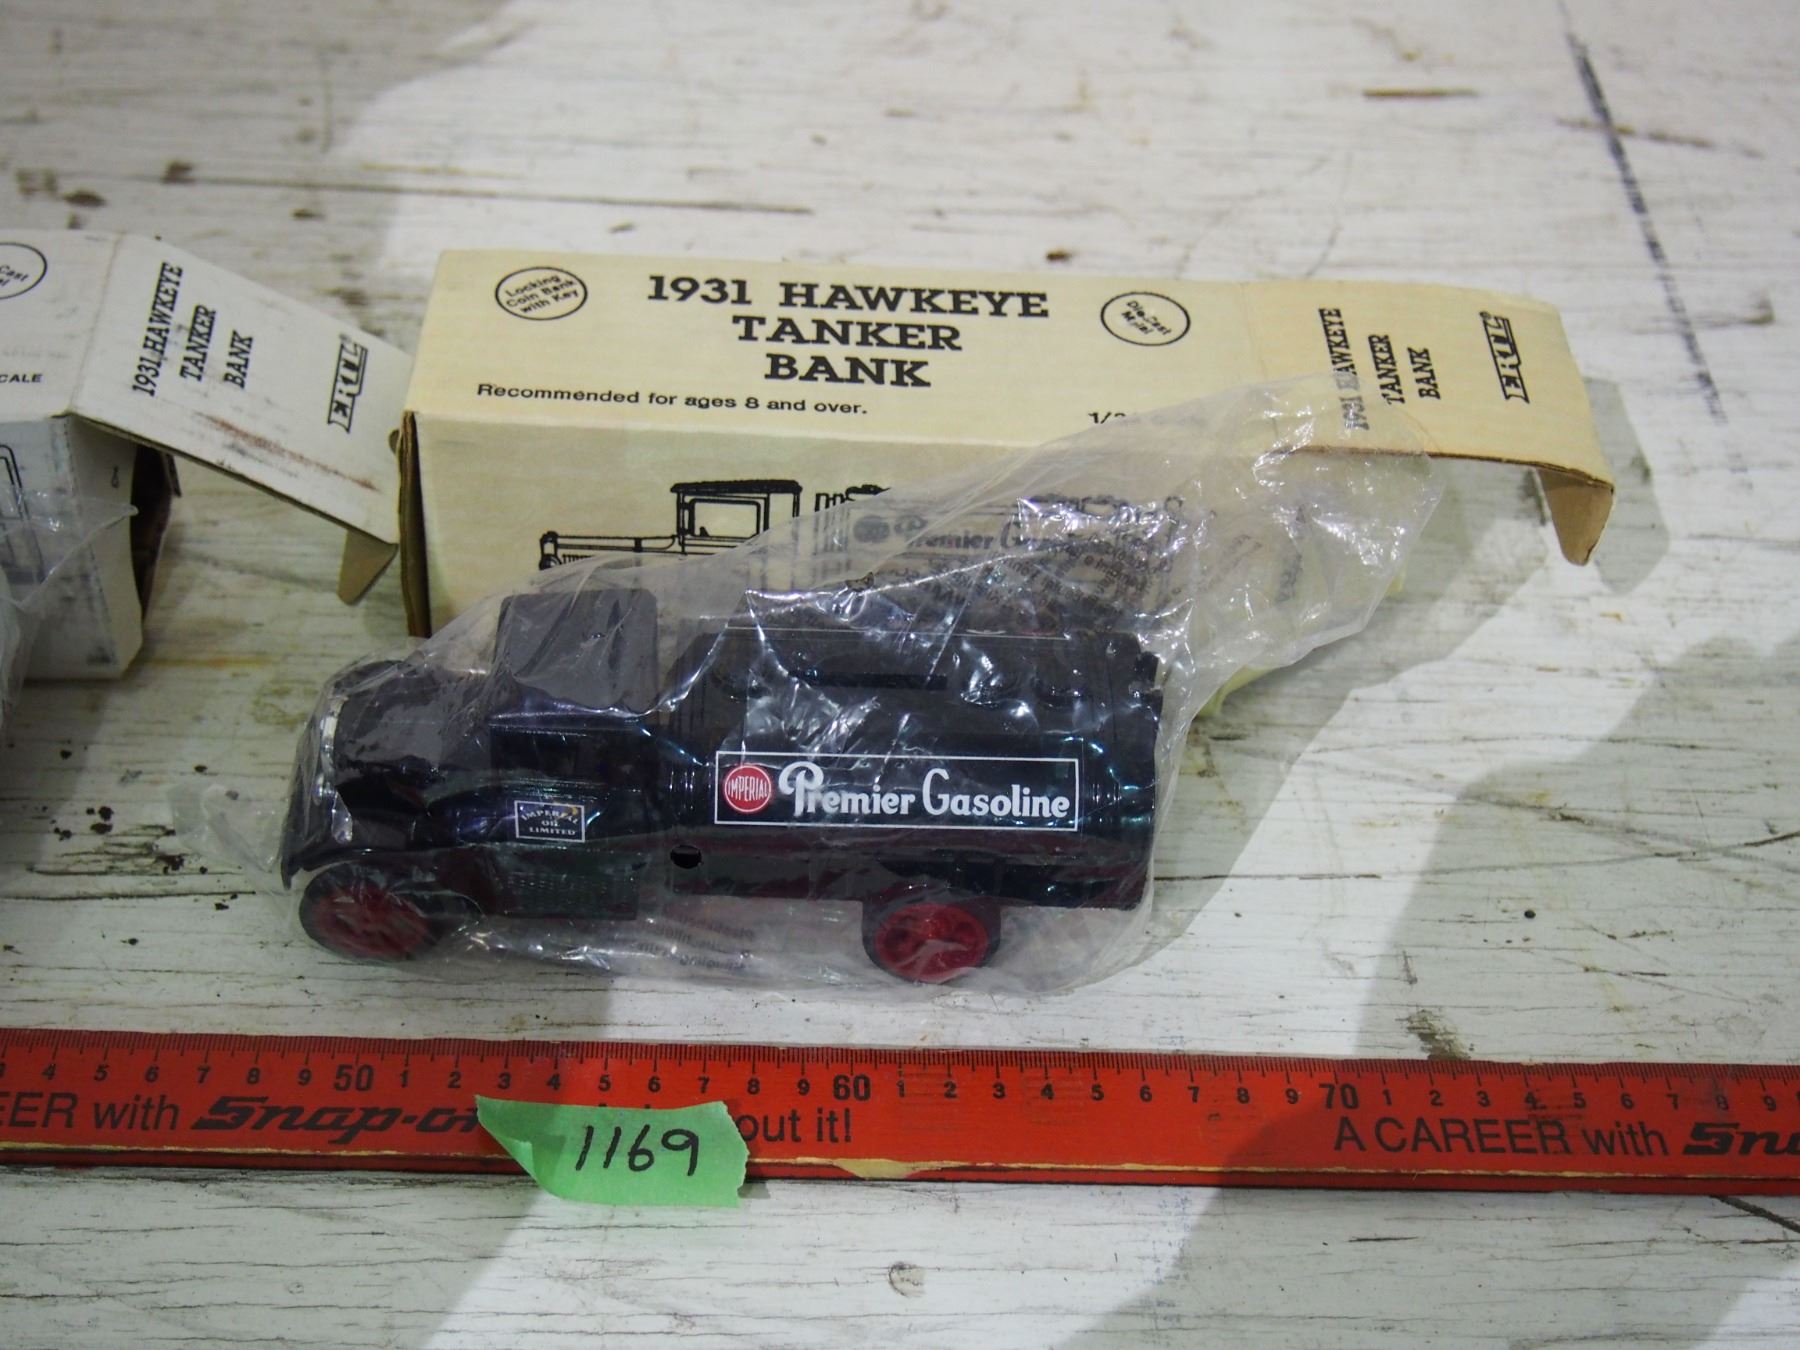 1931 HAWKEYE
TANKER
BANK
ERTL
CALE
Locking
Coin Bank
with Key
1931 HAWKEYE
TANKER
BANK
Die-Cast
Metal
Recommended for ages 8 and over.
1931 HAWKEYE
TANKER
BANK
ERTL
Premier
IMPERIAL Premier Gasoline
IMPERIAL
OIL
LIMITED
4 5 6 7 8 9 50 1 2 3 4 5 6 7 8 9 60 1 2 3 4 5 6 7 8 9 70 1 2 3 4 5 6 7 8 9
EER with Snap-on out it! A CAREER with Sna
1169